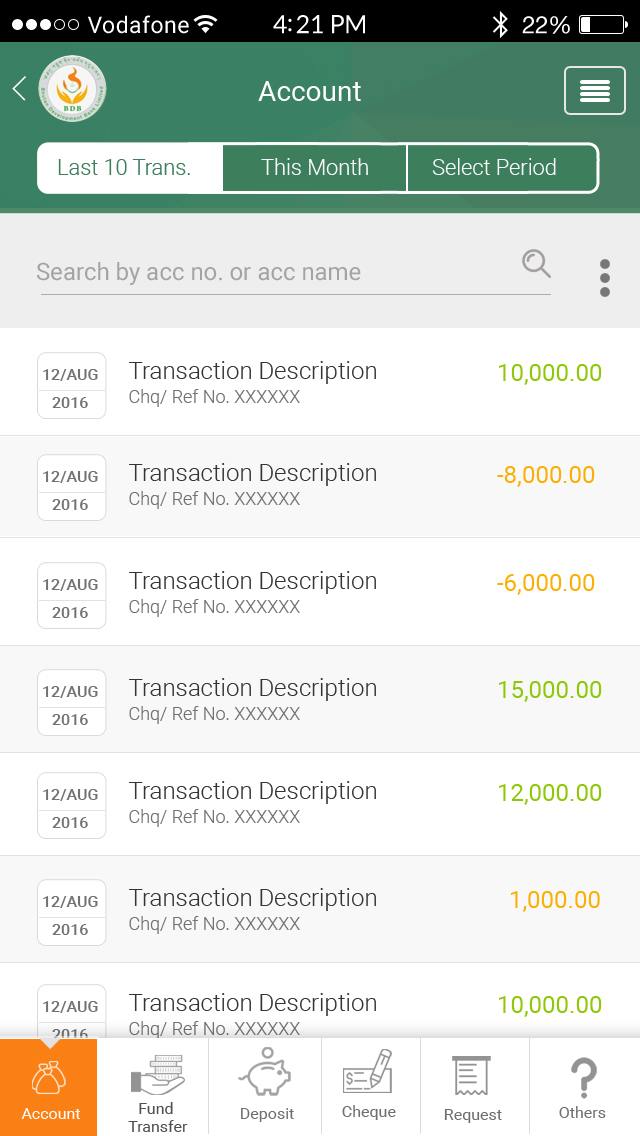 Vodafone 4:21 PM 22%
BDB
Account
Last 10 Trans. This Month Select Period
Search by acc no. or acc name
12/AUG Transaction Description 10,000.00
2016 Chq/ Ref No. XXXXXX
12/AUG Transaction Description -8,000.00
2016 Chq/ Ref No. XXXXXX
12/AUG Transaction Description -6,000.00
2016 Chq/ Ref No. XXXXXX
12/AUG Transaction Description 15,000.00
2016 Chq/ Ref No. XXXXXX
12/AUG Transaction Description 12,000.00
2016 Chq/ Ref No. XXXXXX
12/AUG Transaction Description 1,000.00
2016 Chq/ Ref No. XXXXXX
12/AUG Transaction Description 10,000.00
2016 Chq/ Ref No. XXXXXX
Account Fund Transfer Deposit Cheque Request Others